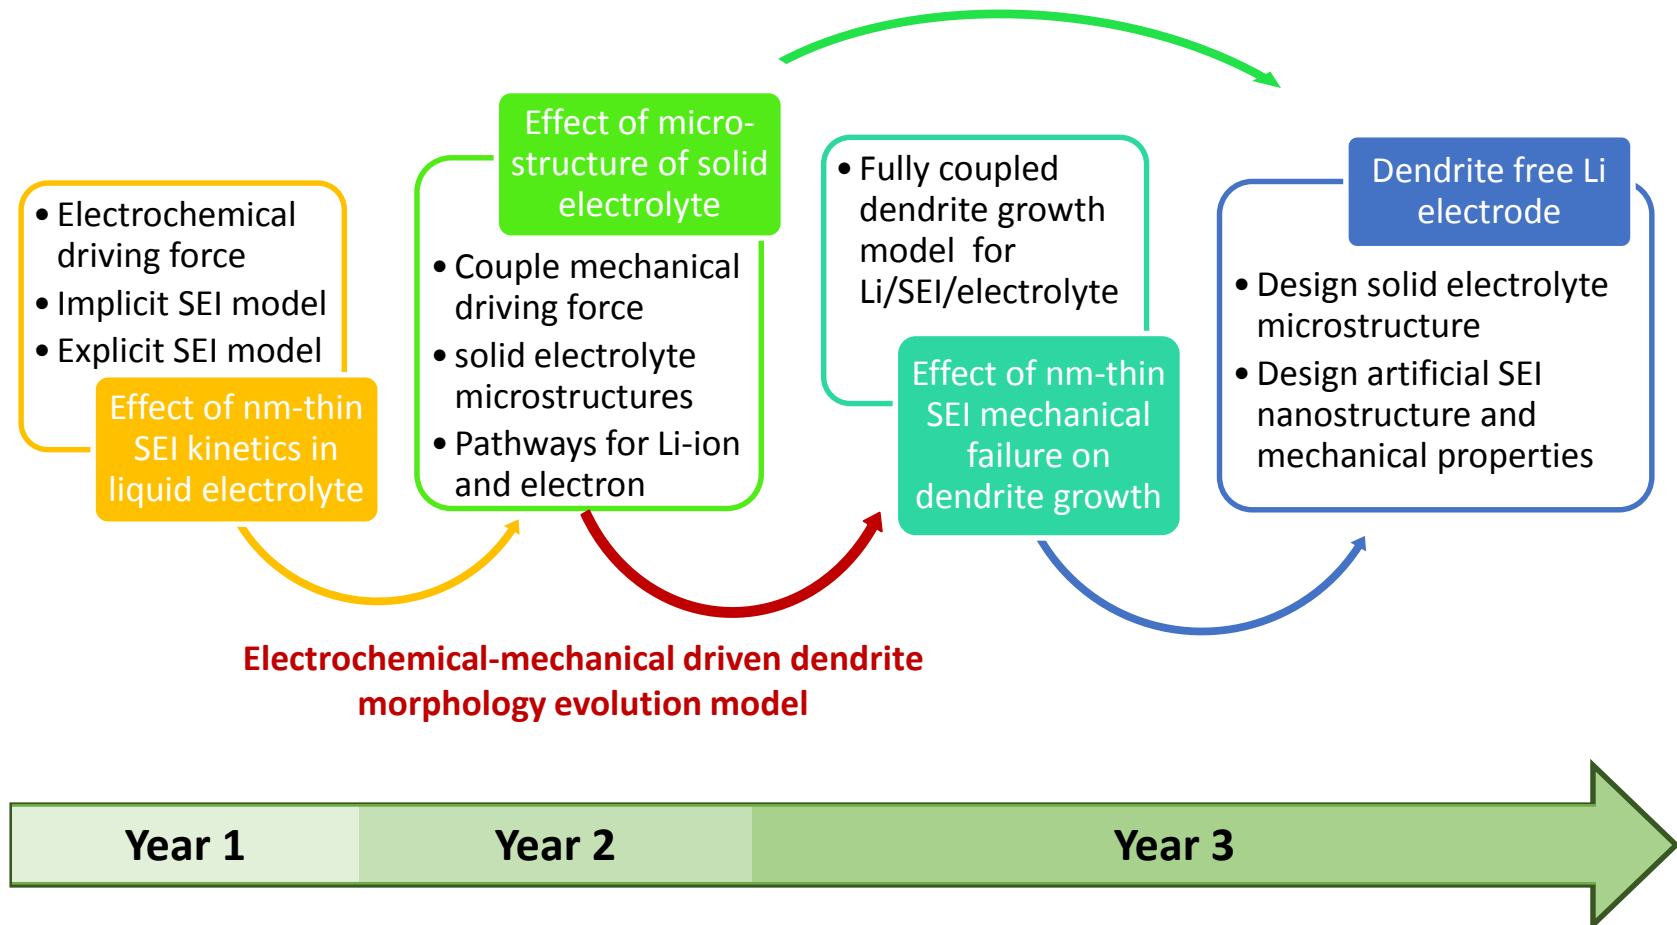 • Electrochemical
driving force
• Implicit SEI model
• Explicit SEI model
Effect of nm-thin
SEI kinetics in
liquid electrolyte
Effect of micro-
structure of solid
electrolyte
• Couple mechanical
driving force
• solid electrolyte
microstructures
• Pathways for Li-ion
and electron
• Fully coupled
dendrite growth
model for
Li/SEI/electrolyte
Effect of nm-thin
SEI mechanical
failure on
dendrite growth
Dendrite free Li
electrode
• Design solid electrolyte
microstructure
• Design artificial SEI
nanostructure and
mechanical properties
Electrochemical-mechanical driven dendrite
morphology evolution model
Year 1
Year 2
Year 3